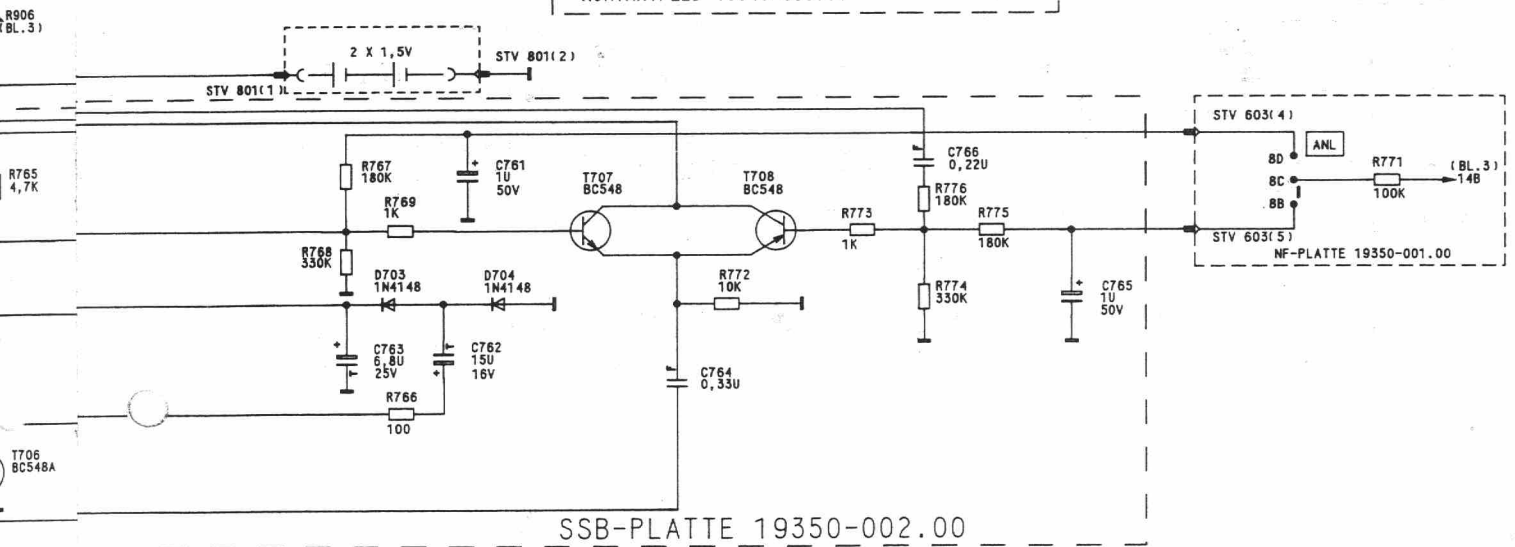 R906
(BL.3)
2 X 1,5V
STV 801(2)
STV 801(1)
STV 603(4)
ANL
8D
8C
8B
R771
100K
(BL.3)
14B
STV 603(5)
NF-PLATTE 19350-001.00
R765
4,7K
R767
180K
C761
1U
50V
R769
1K
T707
BC548
T708
BC548
C766
0,22U
R776
180K
R773
1K
R775
180K
R768
330K
D703
1N4148
D704
1N4148
R772
10K
R774
330K
C765
1U
50V
C763
6,8U
25V
C762
15U
16V
C764
0,33U
R766
100
T706
BC548A
SSB-PLATTE 19350-002.00